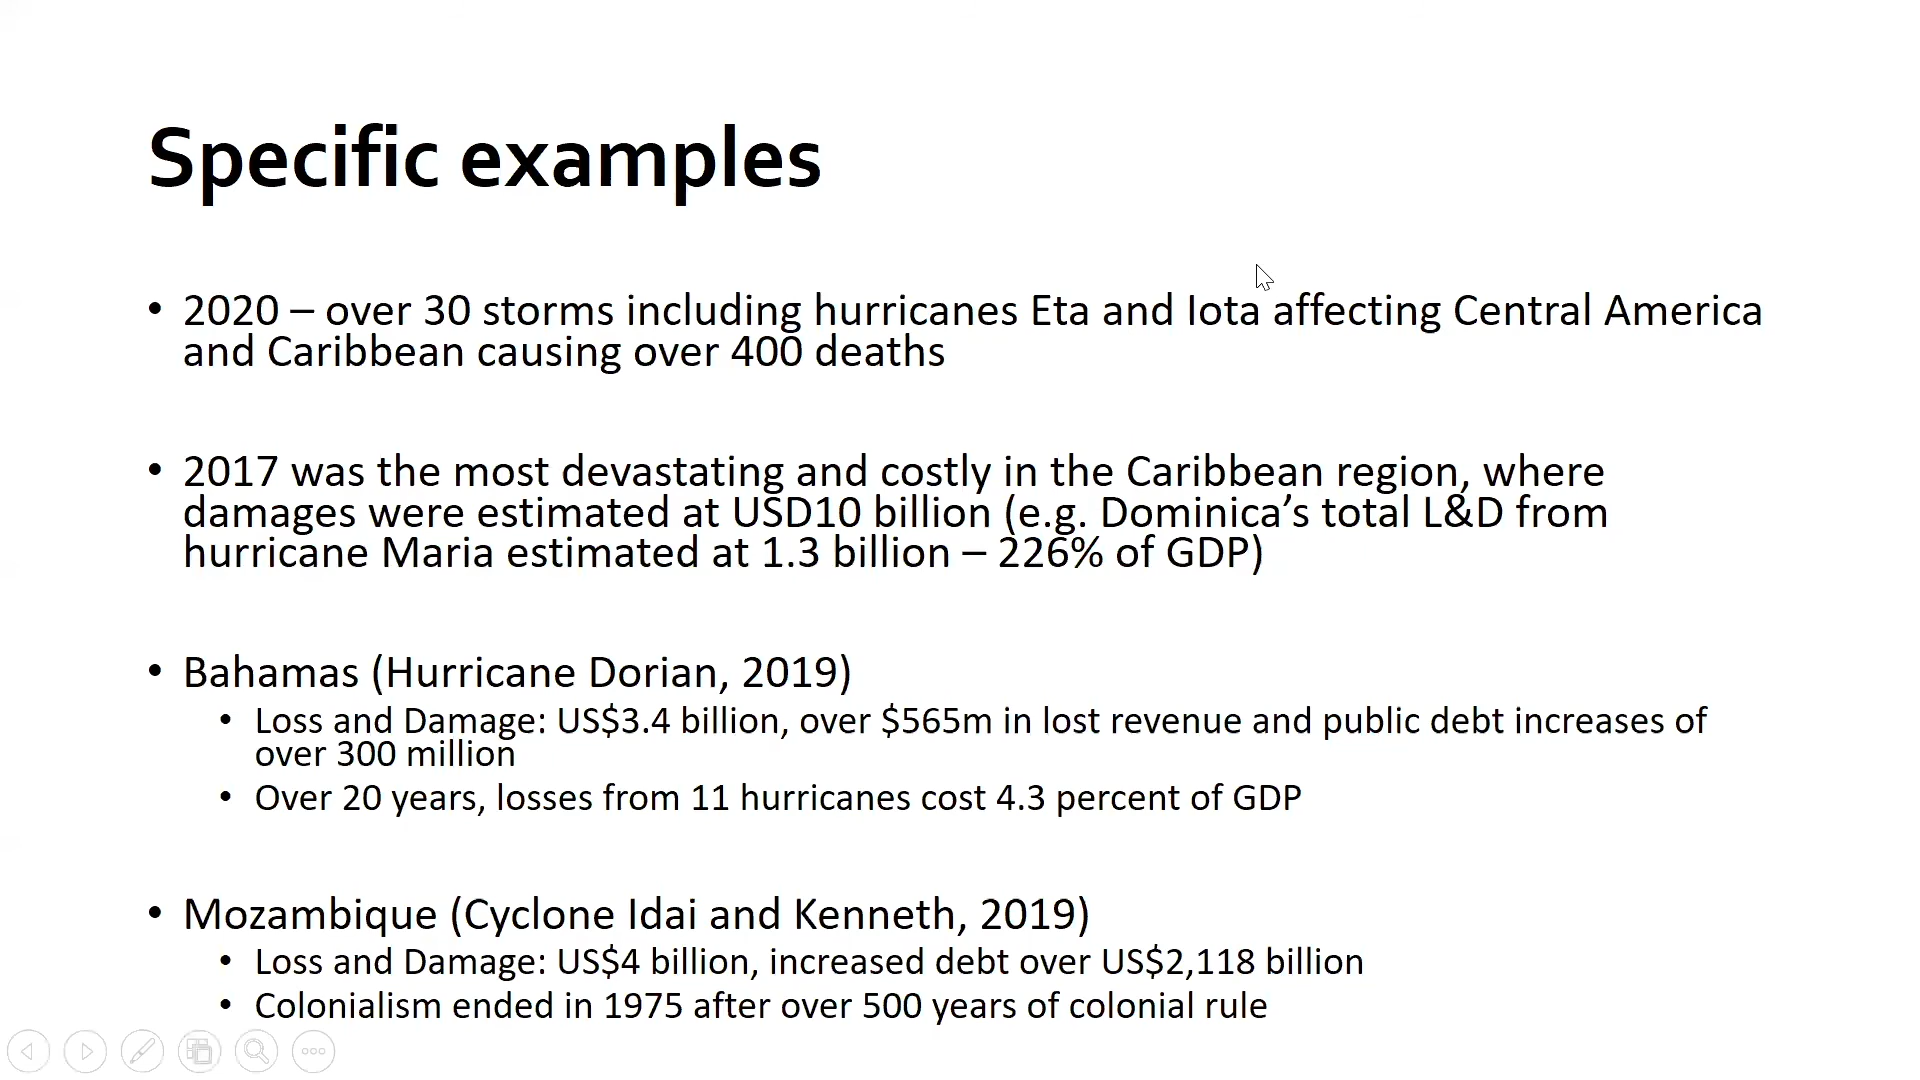 Specific examples
• 2020 – over 30 storms including hurricanes Eta and Iota affecting Central America
and Caribbean causing over 400 deaths
• 2017 was the most devastating and costly in the Caribbean region, where
damages were estimated at USD10 billion (e.g. Dominica’s total L&D from
hurricane Maria estimated at 1.3 billion – 226% of GDP)
• Bahamas (Hurricane Dorian, 2019)
• Loss and Damage: US$3.4 billion, over $565m in lost revenue and public debt increases of
over 300 million
• Over 20 years, losses from 11 hurricanes cost 4.3 percent of GDP
• Mozambique (Cyclone Idai and Kenneth, 2019)
• Loss and Damage: US$4 billion, increased debt over US$2,118 billion
• Colonialism ended in 1975 after over 500 years of colonial rule